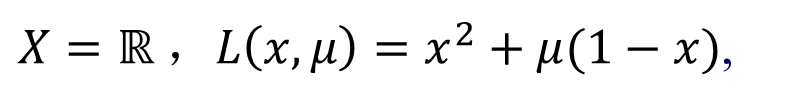 X = ℝ , L(x, μ) = x² + μ(1 − x),